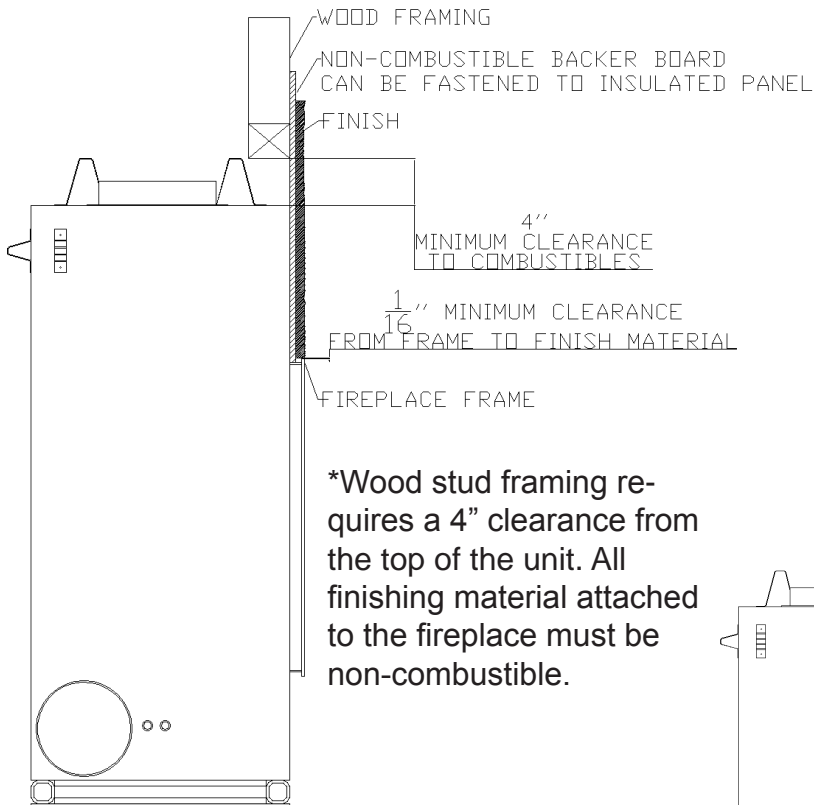 WOOD FRAMING
NON-COMBUSTIBLE BACKER BOARD
CAN BE FASTENED TO INSULATED PANEL
FINISH
4''
MINIMUM CLEARANCE
TO COMBUSTIBLES
1/16'' MINIMUM CLEARANCE
FROM FRAME TO FINISH MATERIAL
FIREPLACE FRAME
*Wood stud framing re-
quires a 4” clearance from
the top of the unit. All
finishing material attached
to the fireplace must be
non-combustible.